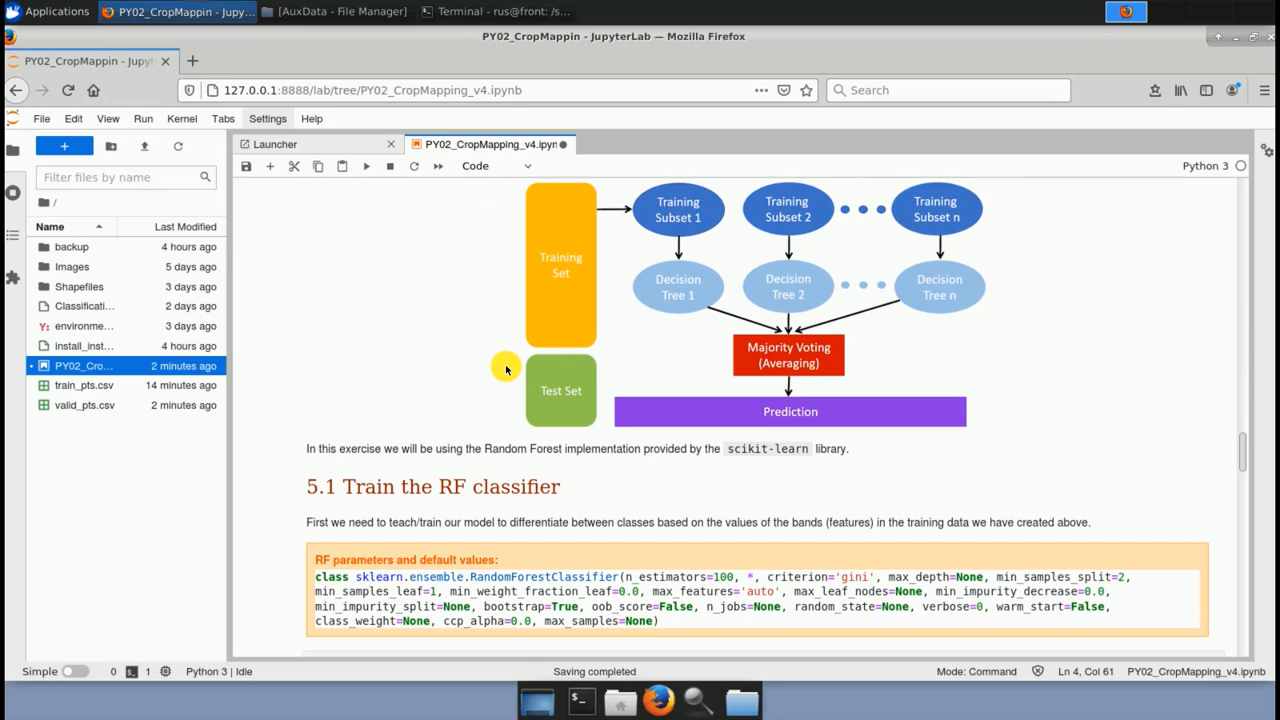 Applications
PY02_CropMappin - Jupy...
[AuxData - File Manager]
Terminal - rus@front: /s...
PY02_CropMapping - JupyterLab — Mozilla Firefox
PY02_CropMappin - Jupyt
127.0.0.1:8888/lab/tree/PY02_CropMapping_v4.ipynb
Search
File Edit View Run Kernel Tabs Settings Help
Launcher
PY02_CropMapping_v4.ipyn
Code
Python 3
Filter files by name
/
Name Last Modified
backup 4 hours ago
Images 5 days ago
Shapefiles 3 days ago
Classificati... 2 days ago
Y: environme... 3 days ago
install_inst... 4 hours ago
PY02_Cro... 2 minutes ago
train_pts.csv 14 minutes ago
valid_pts.csv 2 minutes ago
Training
Set
Test Set
Training
Subset 1
Training
Subset 2
Training
Subset n
Decision
Tree 1
Decision
Tree 2
Decision
Tree n
Majority Voting
(Averaging)
Prediction
In this exercise we will be using the Random Forest implementation provided by the scikit-learn library.
5.1 Train the RF classifier
First we need to teach/train our model to differentiate between classes based on the values of the bands (features) in the training data we have created above.
RF parameters and default values:
class sklearn.ensemble.RandomForestClassifier(n_estimators=100, *, criterion='gini', max_depth=None, min_samples_split=2,
min_samples_leaf=1, min_weight_fraction_leaf=0.0, max_features='auto', max_leaf_nodes=None, min_impurity_decrease=0.0,
min_impurity_split=None, bootstrap=True, oob_score=False, n_jobs=None, random_state=None, verbose=0, warm_start=False,
class_weight=None, ccp_alpha=0.0, max_samples=None)
Simple 0 1 Python 3 | Idle Saving completed Mode: Command Ln 4, Col 61 PY02_CropMapping_v4.ipynb